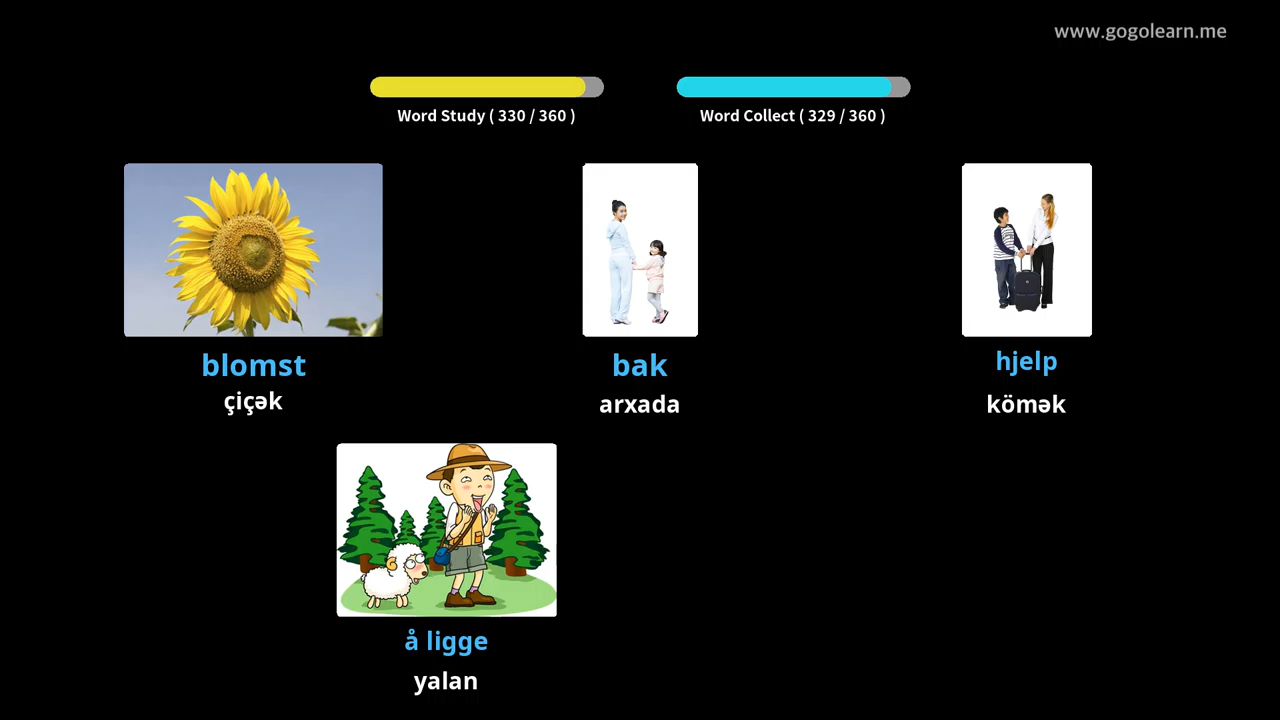 www.gogolearn.me
Word Study ( 330 / 360 )
Word Collect ( 329 / 360 )
blomst
çiçək
bak
arxada
hjelp
kömək
å ligge
yalan